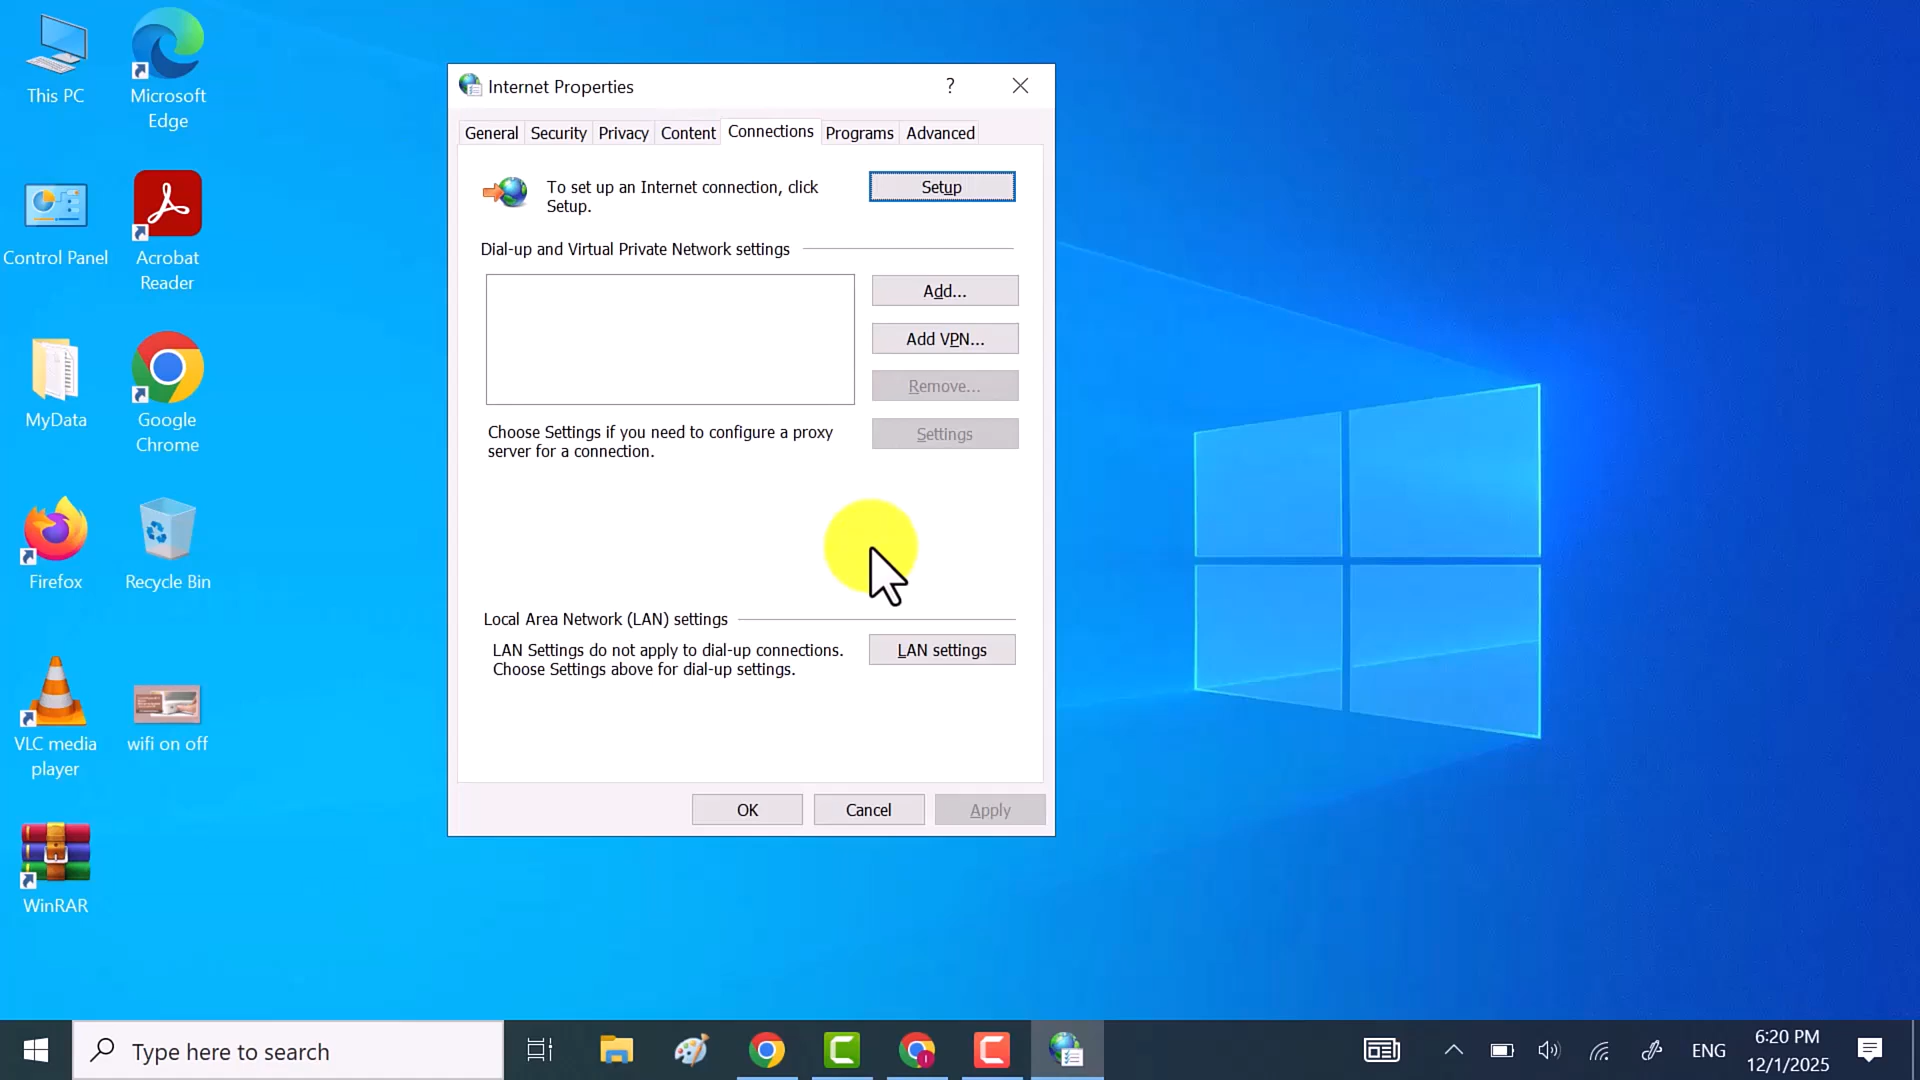 This PC
Microsoft
Edge
Control Panel
Acrobat
Reader
MyData
Google
Chrome
Firefox
Recycle Bin
VLC media
player
wifi on off
WinRAR
Internet Properties
?
General
Security
Privacy
Content
Connections
Programs
Advanced
To set up an Internet connection, click
Setup.
Setup
Dial-up and Virtual Private Network settings
Add...
Add VPN...
Remove...
Choose Settings if you need to configure a proxy
server for a connection.
Settings
Local Area Network (LAN) settings
LAN Settings do not apply to dial-up connections.
Choose Settings above for dial-up settings.
LAN settings
OK
Cancel
Apply
Type here to search
ENG
6:20 PM
12/1/2025